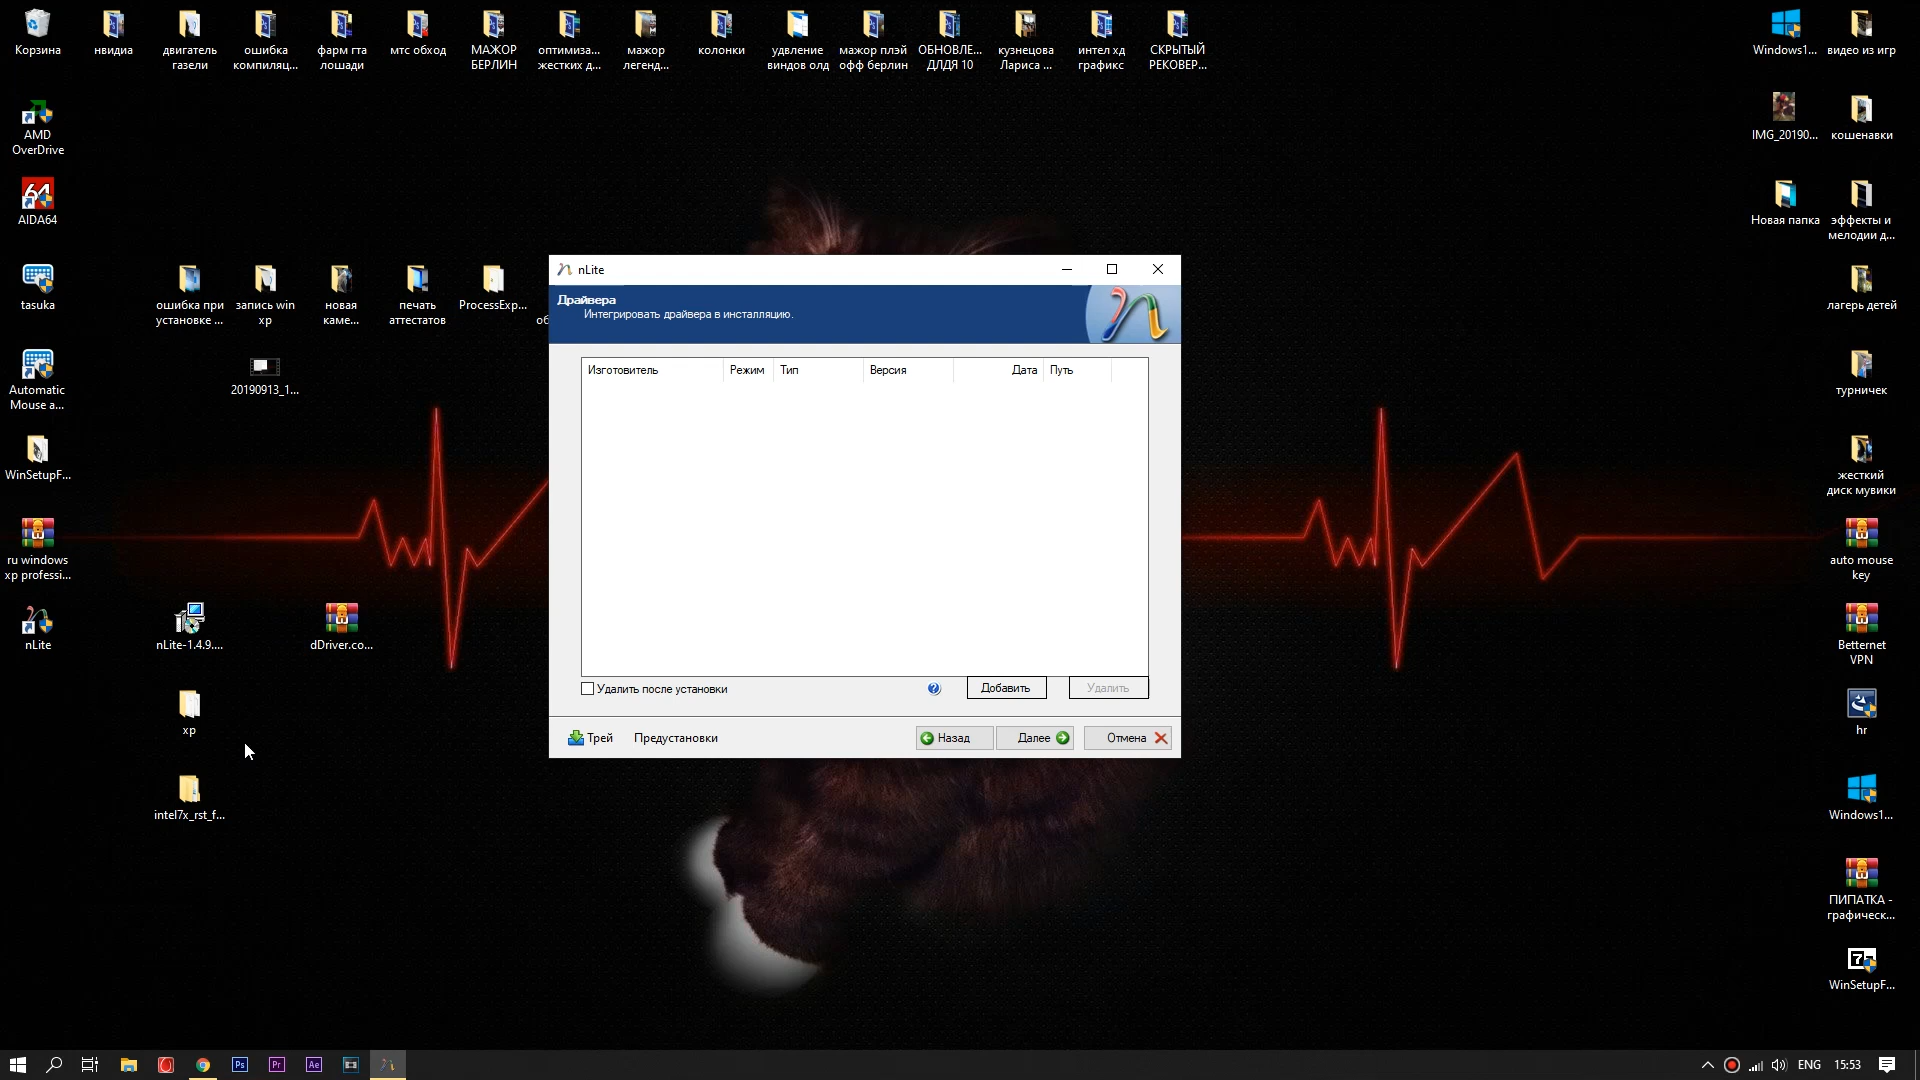 Корзина
нвидиа
двигатель
газели
ошибка
компиляц...
фарм гта
лошади
мтс обход
МАЖОР
БЕРЛИН
оптимиза...
жестких д...
мажор
легенд...
колонки
удвление
виндов олд
мажор плэй
офф берлин
ОБНОВЛЕ...
ДЛДЯ 10
кузнецова
Лариса ...
интел хд
графикс
СКРЫТЫЙ
РЕКОВЕР...
Windows1...
видео из игр
AMD
OverDrive
IMG_20190...
кошенавки
64
AIDA64
Новая папка
эффекты и
мелодии д...
tasuka
ошибка при
установке ...
запись win
xp
новая
каме...
печать
аттестатов
ProcessExp...
об
лагерь детей
Automatic
Mouse a...
20190913_1...
турничек
WinSetupF...
жесткий
диск мувики
ru windows
xp professi...
auto mouse
key
nLite
nLite-1.4.9....
dDriver.co...
Betternet
VPN
xp
hr
intel7x_rst_f...
Windows1...
ПИПАТКА -
графическ...
WinSetupF...
nLite
Драйвера
Интегрировать драйвера в инсталляцию.
Изготовитель
Режим
Тип
Версия
Дата
Путь
Удалить после установки
Добавить
Удалить
Трей
Предустановки
Назад
Далее
Отмена
Ps
Pr
Ae
ENG
15:53